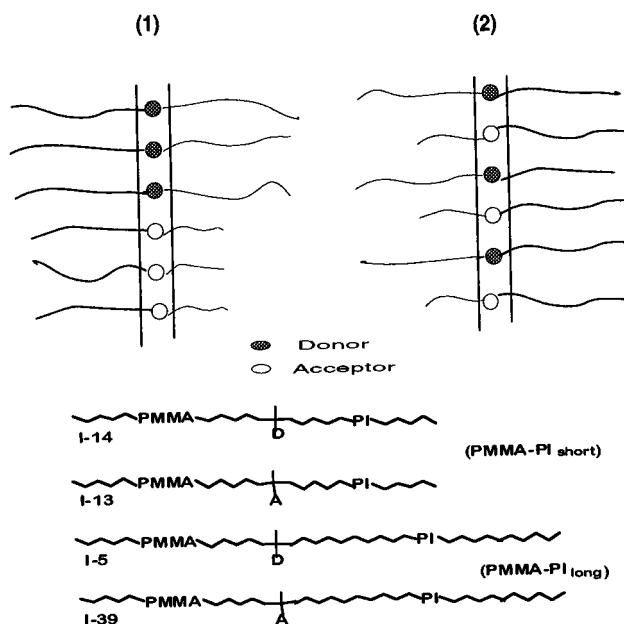 (1)
(2)
Donor
Acceptor
PMMA
PI
I-14
D
(PMMA-PI short)
PMMA
PI
I-13
A
PMMA
PI
I-5
D
(PMMA-PI long)
PMMA
PI
I-39
A